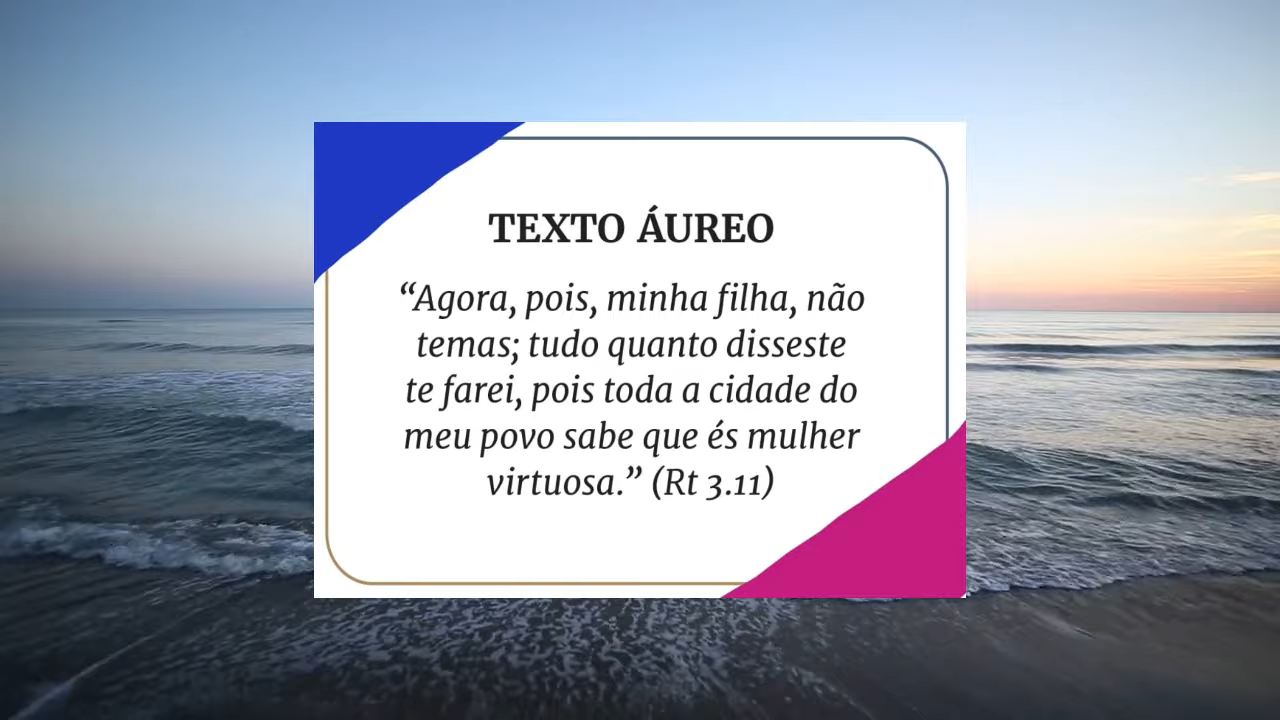 TEXTO ÁUREO
“Agora, pois, minha filha, não
temas; tudo quanto disseste
te farei, pois toda a cidade do
meu povo sabe que és mulher
virtuosa.” (Rt 3.11)